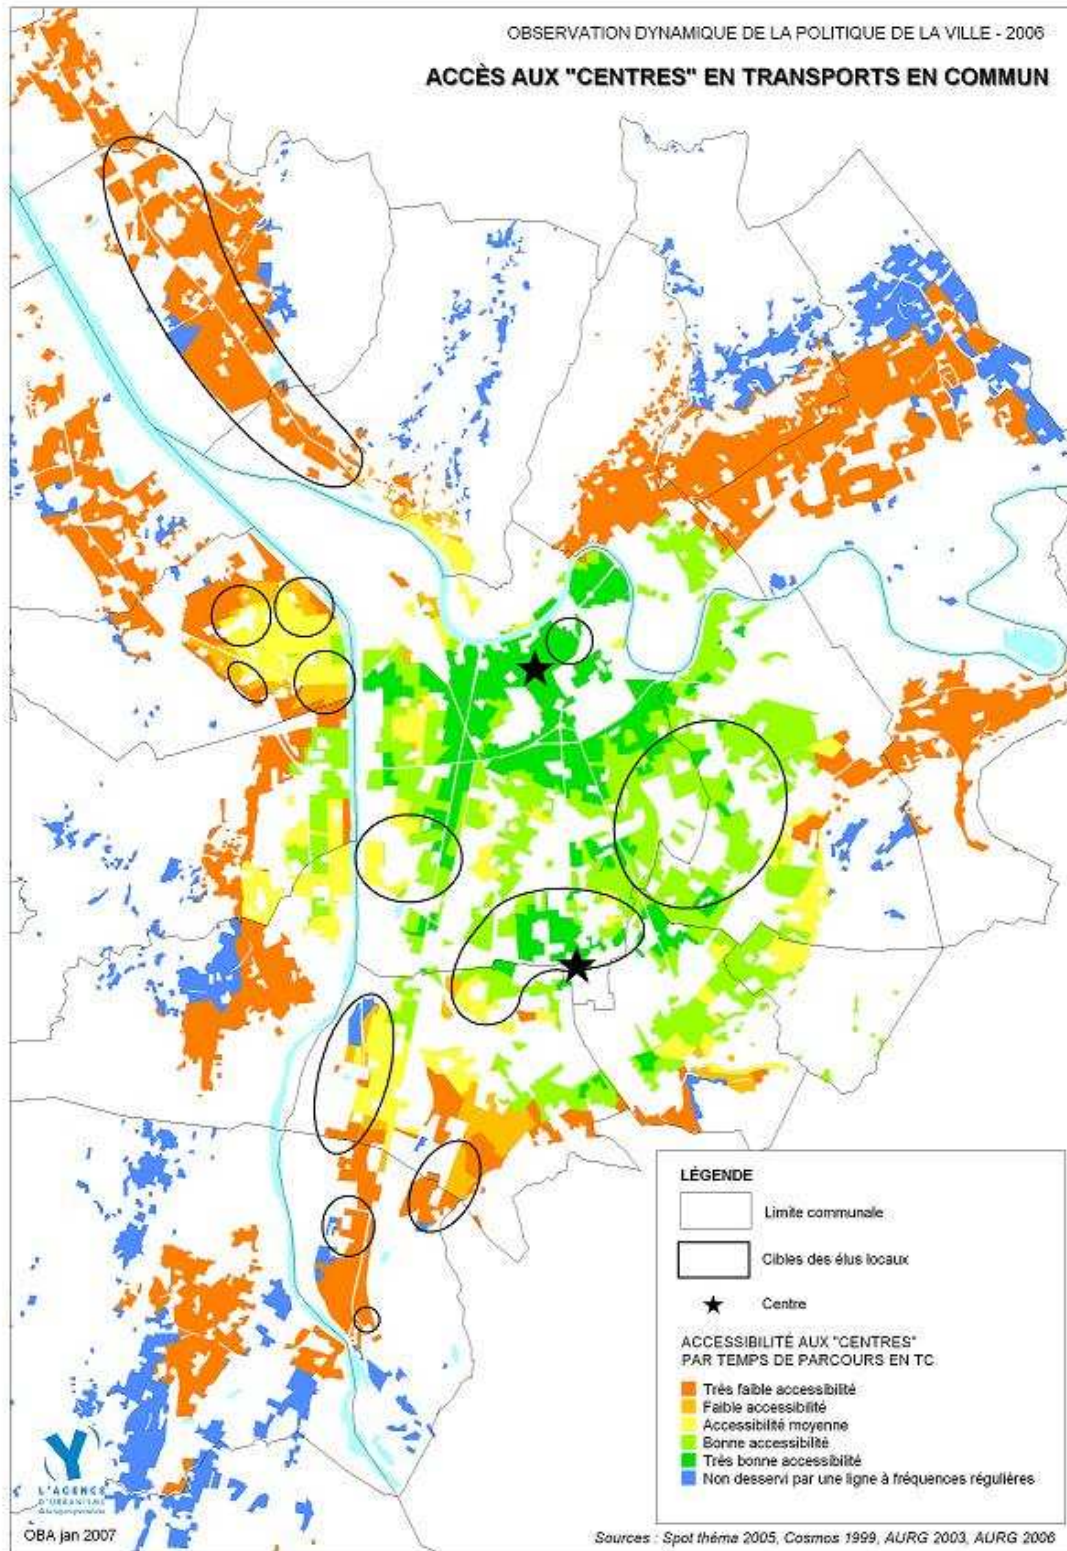 OBSERVATION DYNAMIQUE DE LA POLITIQUE DE LA VILLE - 2006
ACCÈS AUX "CENTRES" EN TRANSPORTS EN COMMUN
LÉGENDE
Limite communale
Cibles des élus locaux
Centre
ACCESSIBILITÉ AUX "CENTRES"
PAR TEMPS DE PARCOURS EN TC
Très faible accessibilité
Faible accessibilité
Accessibilité moyenne
Bonne accessibilité
Très bonne accessibilité
Non desservi par une ligne à fréquences régulières
L'AGENCE
D'URBANISME
OBA jan 2007
Sources : Spot théma 2005, Cosmos 1999, AURG 2003, AURG 2006